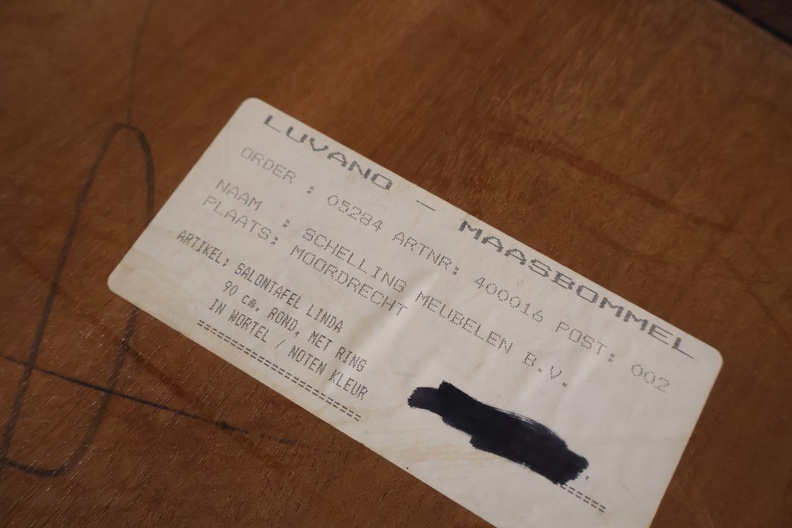 LUVANO - MAASBOMMEL
ORDER : 05284 ARTNR: 400016 POST: 002
NAAM : SCHELLING MEUBELEN B.V.
PLAATS: MOORDRECHT
ARTIKEL: SALONTAFEL LINDA
90 cm. ROND, MET RING
IN WORTEL / NOTEN KLEUR